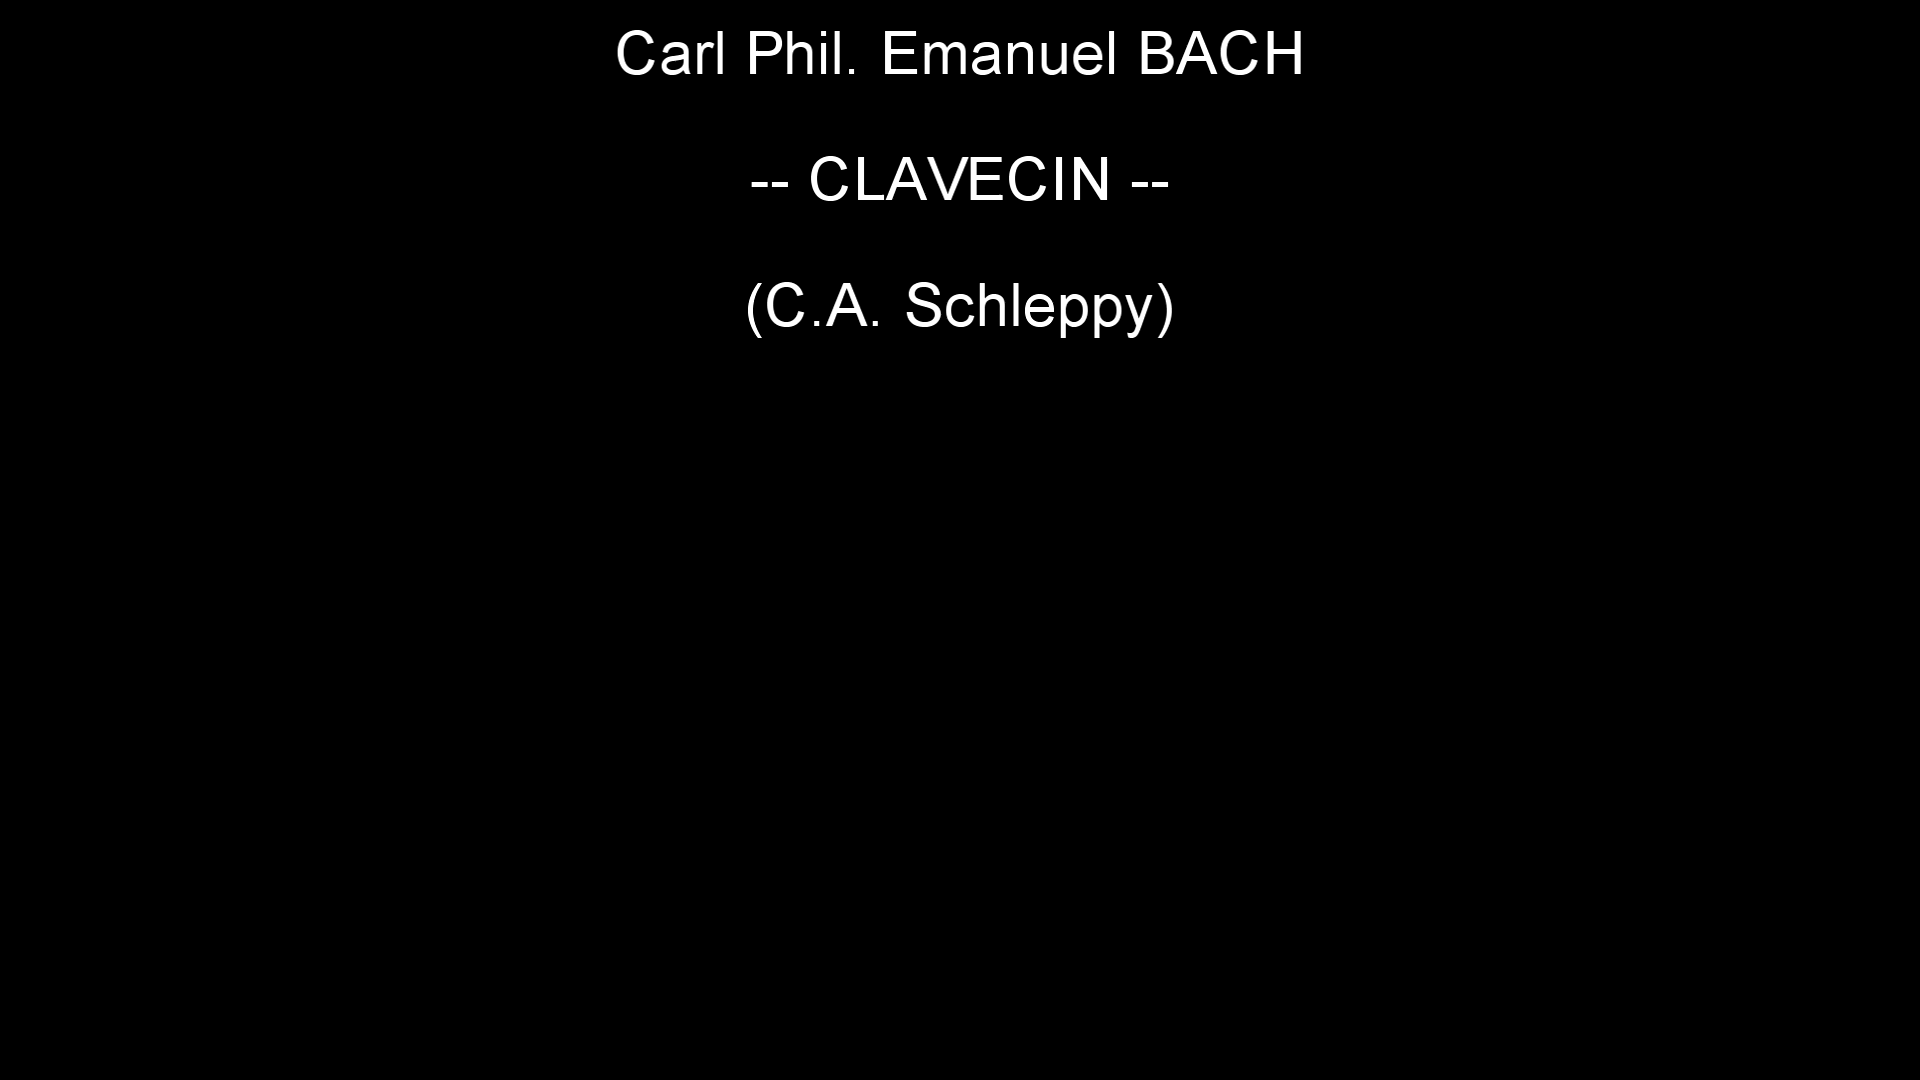 Carl Phil. Emanuel BACH
-- CLAVECIN --
(C.A. Schleppy)